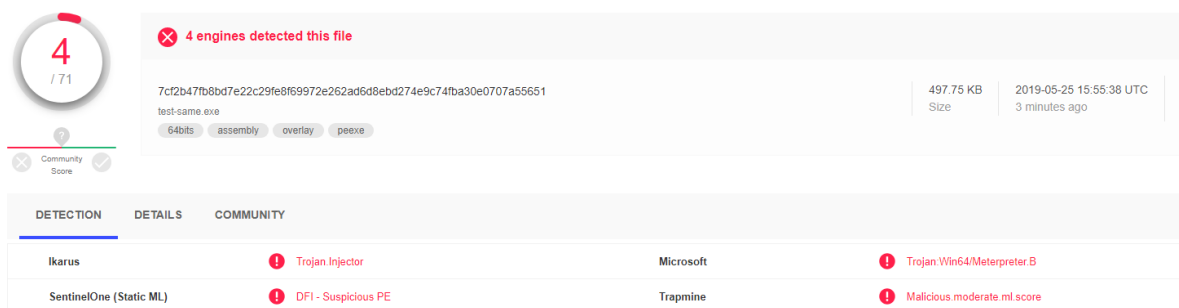 4
/ 71
4 engines detected this file
7cf2b47fb8bd7e22c29fe8f69972e262ad6d8ebd274e9c74fba30e0707a55651
test-same.exe
64bits assembly overlay peexe
497.75 KB
Size
2019-05-25 15:55:38 UTC
3 minutes ago
?
Community
Score
DETECTION DETAILS COMMUNITY
Ikarus Trojan.Injector Microsoft Trojan:Win64/Meterpreter.B
SentinelOne (Static ML) DFI - Suspicious PE Trapmine Malicious.moderate.ml.score